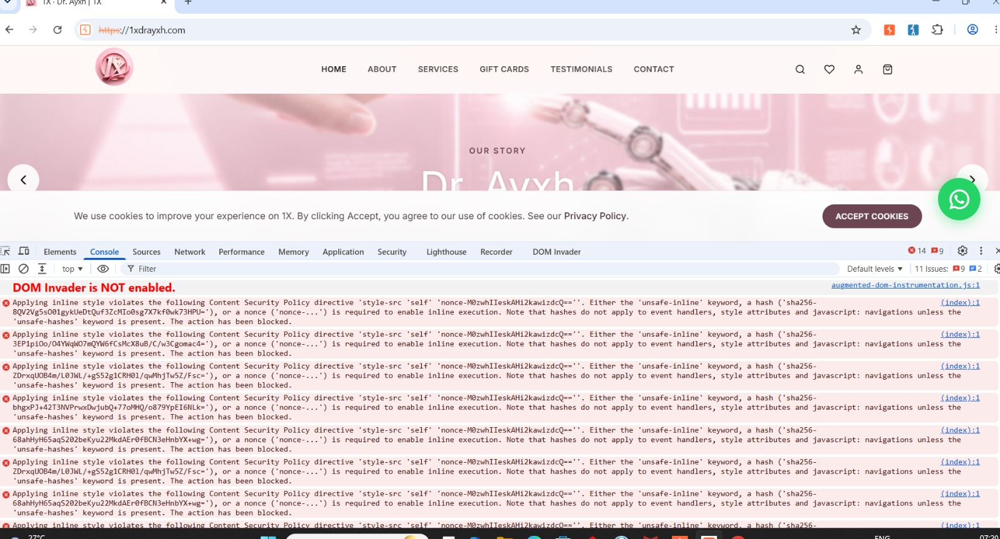 1X · Dr. Ayxh | 1X
https://1xdrayxh.com
1X
HOME ABOUT SERVICES GIFT CARDS TESTIMONIALS CONTACT
OUR STORY
Dr. Ayxh
We use cookies to improve your experience on 1X. By clicking Accept, you agree to our use of cookies. See our Privacy Policy.
ACCEPT COOKIES
Elements Console Sources Network Performance Memory Application Security Lighthouse Recorder DOM Invader 14 9
top Filter Default levels 11 Issues: 9 2
DOM Invader is NOT enabled. augmented-dom-instrumentation.js:1
Applying inline style violates the following Content Security Policy directive 'style-src 'self' 'nonce-M0zwhIIeskAHi2kawizdcQ==''. Either the 'unsafe-inline' keyword, a hash ('sha256- (index):1
8QV2Vg5sO01gykUeDtQuf3ZcMIo0sg7X7kf0wk73HPU='), or a nonce ('nonce-...') is required to enable inline execution. Note that hashes do not apply to event handlers, style attributes and javascript: navigations unless the
'unsafe-hashes' keyword is present. The action has been blocked.
Applying inline style violates the following Content Security Policy directive 'style-src 'self' 'nonce-M0zwhIIeskAHi2kawizdcQ==''. Either the 'unsafe-inline' keyword, a hash ('sha256- (index):1
3EP1piOo/O4YWqWO7mQYW6fCsMcX8uB/C/w3Cgomac4='), or a nonce ('nonce-...') is required to enable inline execution. Note that hashes do not apply to event handlers, style attributes and javascript: navigations unless the
'unsafe-hashes' keyword is present. The action has been blocked.
Applying inline style violates the following Content Security Policy directive 'style-src 'self' 'nonce-M0zwhIIeskAHi2kawizdcQ==''. Either the 'unsafe-inline' keyword, a hash ('sha256- (index):1
ZDrxqUOB4m/L0JWL/+gS52g1CRH0l/qwMhjTw5Z/Fsc='), or a nonce ('nonce-...') is required to enable inline execution. Note that hashes do not apply to event handlers, style attributes and javascript: navigations unless the
'unsafe-hashes' keyword is present. The action has been blocked.
Applying inline style violates the following Content Security Policy directive 'style-src 'self' 'nonce-M0zwhIIeskAHi2kawizdcQ==''. Either the 'unsafe-inline' keyword, a hash ('sha256- (index):1
bhgxPJ+42T3NVPrwxDwjubQ+77oMHQ/o879YpEI6NLk='), or a nonce ('nonce-...') is required to enable inline execution. Note that hashes do not apply to event handlers, style attributes and javascript: navigations unless the
'unsafe-hashes' keyword is present. The action has been blocked.
Applying inline style violates the following Content Security Policy directive 'style-src 'self' 'nonce-M0zwhIIeskAHi2kawizdcQ==''. Either the 'unsafe-inline' keyword, a hash ('sha256- (index):1
68ahHyH65aqS202beKyu22MkdAEr0fBCN3eHnbYX+wg='), or a nonce ('nonce-...') is required to enable inline execution. Note that hashes do not apply to event handlers, style attributes and javascript: navigations unless the
'unsafe-hashes' keyword is present. The action has been blocked.
Applying inline style violates the following Content Security Policy directive 'style-src 'self' 'nonce-M0zwhIIeskAHi2kawizdcQ==''. Either the 'unsafe-inline' keyword, a hash ('sha256- (index):1
ZDrxqUOB4m/L0JWL/+gS52g1CRH0l/qwMhjTw5Z/Fsc='), or a nonce ('nonce-...') is required to enable inline execution. Note that hashes do not apply to event handlers, style attributes and javascript: navigations unless the
'unsafe-hashes' keyword is present. The action has been blocked.
Applying inline style violates the following Content Security Policy directive 'style-src 'self' 'nonce-M0zwhIIeskAHi2kawizdcQ==''. Either the 'unsafe-inline' keyword, a hash ('sha256- (index):1
68ahHyH65aqS202beKyu22MkdAEr0fBCN3eHnbYX+wg='), or a nonce ('nonce-...') is required to enable inline execution. Note that hashes do not apply to event handlers, style attributes and javascript: navigations unless the
'unsafe-hashes' keyword is present. The action has been blocked.
Applying inline style violates the following Content Security Policy directive 'style-src 'self' 'nonce-M0zwhIIeskAHi2kawizdcQ==''. Either the 'unsafe-inline' keyword, a hash ('sha256- (index):1
27°C ENG 07:20